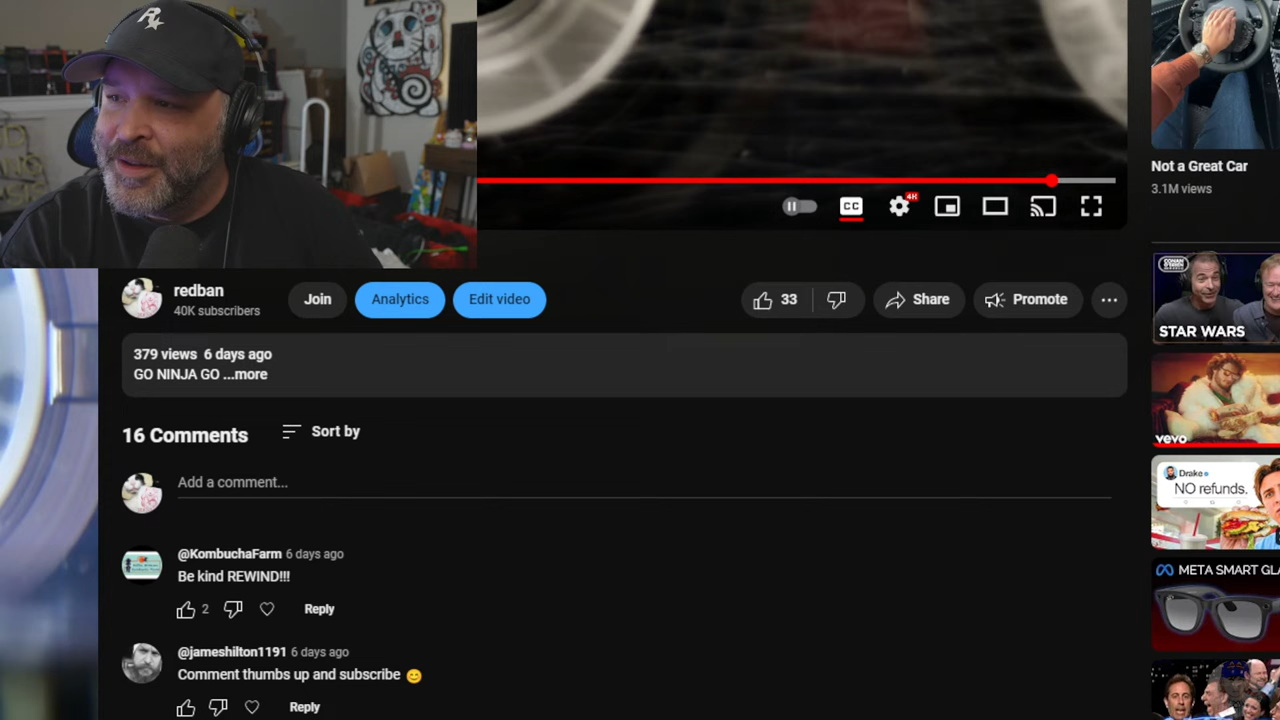 R
CC
4K
Not a Great Car
3.1M views
redban
40K subscribers
Join
Analytics
Edit video
33
Share
Promote
379 views 6 days ago
GO NINJA GO ...more
STAR WARS
16 Comments
Sort by
vevo
Add a comment...
Drake
NO refunds.
@KombuchaFarm 6 days ago
Be kind REWIND!!!
2
Reply
META SMART GLA
@jameshilton1191 6 days ago
Comment thumbs up and subscribe 😊
Reply